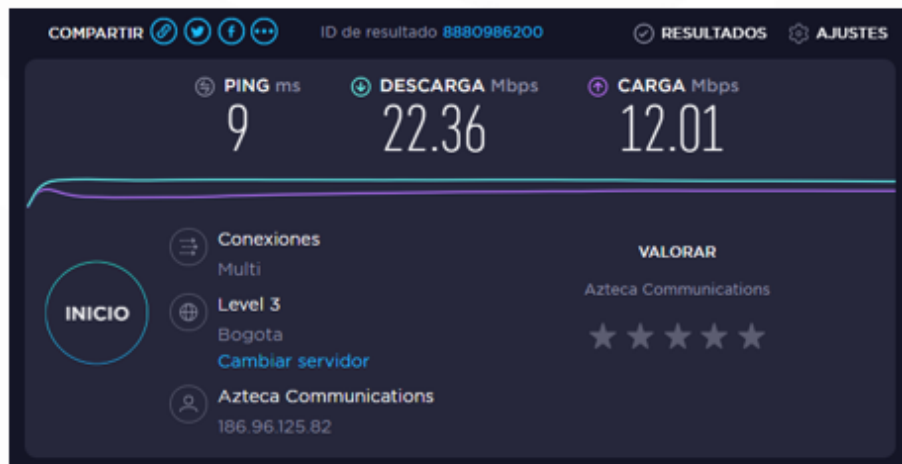 COMPARTIR
ID de resultado 8880986200
RESULTADOS
AJUSTES
PING ms
9
DESCARGA Mbps
22.36
CARGA Mbps
12.01
INICIO
Conexiones
Multi
Level 3
Bogota
Cambiar servidor
Azteca Communications
186.96.125.82
VALORAR
Azteca Communications